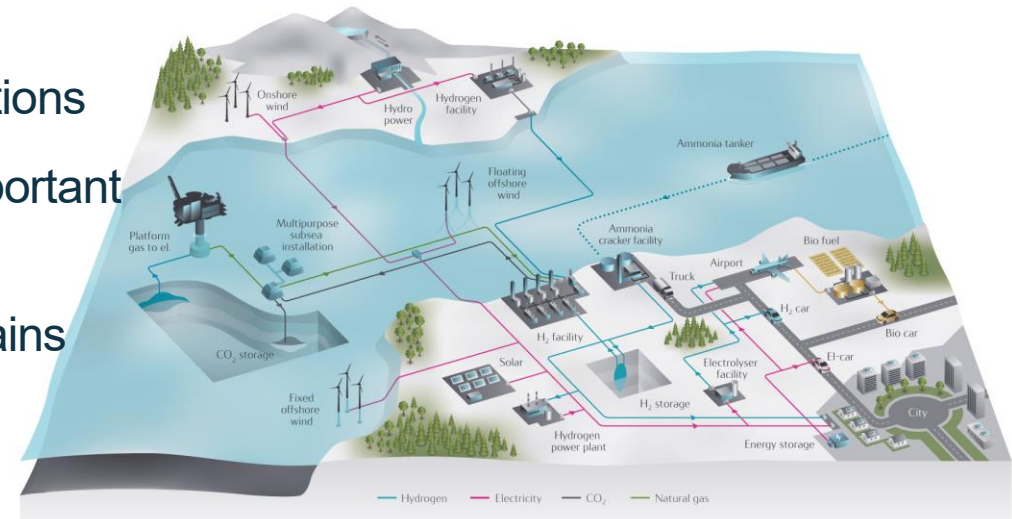 tions
portant
ains
Onshore
wind
Hydro
power
Hydrogen
facility
Ammonia tanker
Floating
offshore
wind
Platform
gas to el.
Multipurpose
subsea
installation
Ammonia
cracker facility
Truck
Airport
Bio fuel
H₂ car
Bio car
CO₂ storage
H₂ facility
El-car
Solar
Electrolyser
facility
H₂ storage
Fixed
offshore
wind
City
Hydrogen
power plant
Energy storage
Hydrogen
Electricity
CO₂
Natural gas